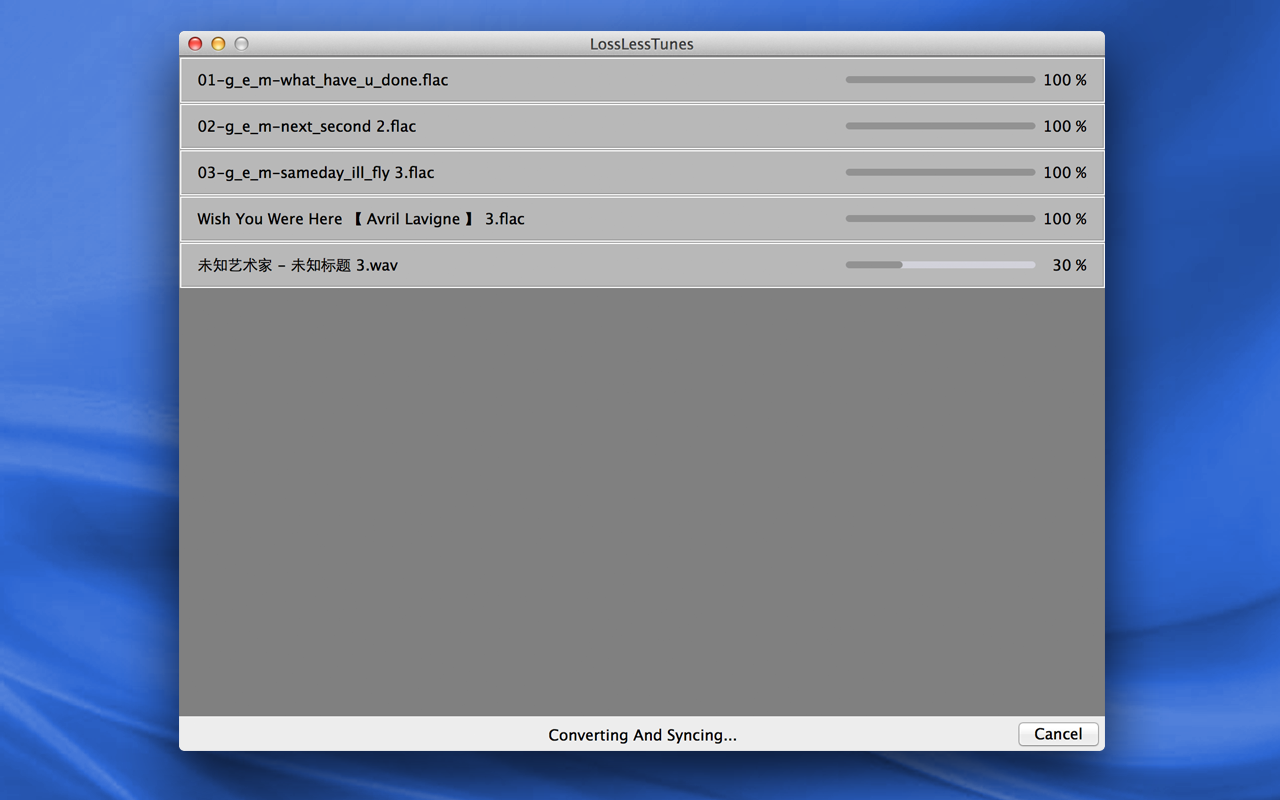 LossLessTunes
01-g_e_m-what_have_u_done.flac 100 %
02-g_e_m-next_second 2.flac 100 %
03-g_e_m-sameday_ill_fly 3.flac 100 %
Wish You Were Here 【 Avril Lavigne 】 3.flac 100 %
未知艺术家 - 未知标题 3.wav 30 %
Converting And Syncing... Cancel